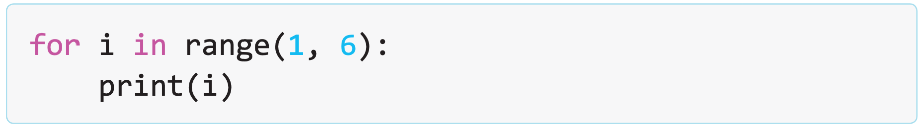 for i in range(1, 6):
    print(i)